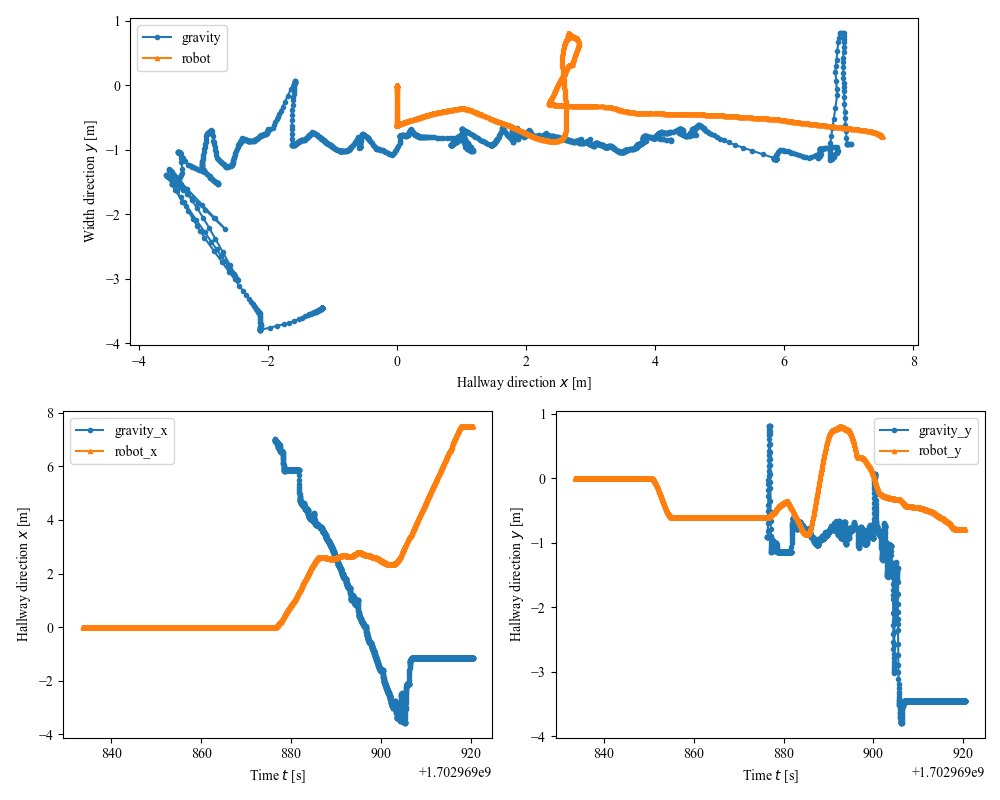 1
0
−1
−2
−3
−4
Width direction y [m]
gravity
robot
−4
−2
0
2
4
6
8
Hallway direction x [m]
8
6
4
2
0
−2
−4
Hallway direction x [m]
gravity_x
robot_x
840
860
880
900
920
+1.702969e9
Time t [s]
1
0
−1
−2
−3
−4
Hallway direction y [m]
gravity_y
robot_y
840
860
880
900
920
+1.702969e9
Time t [s]